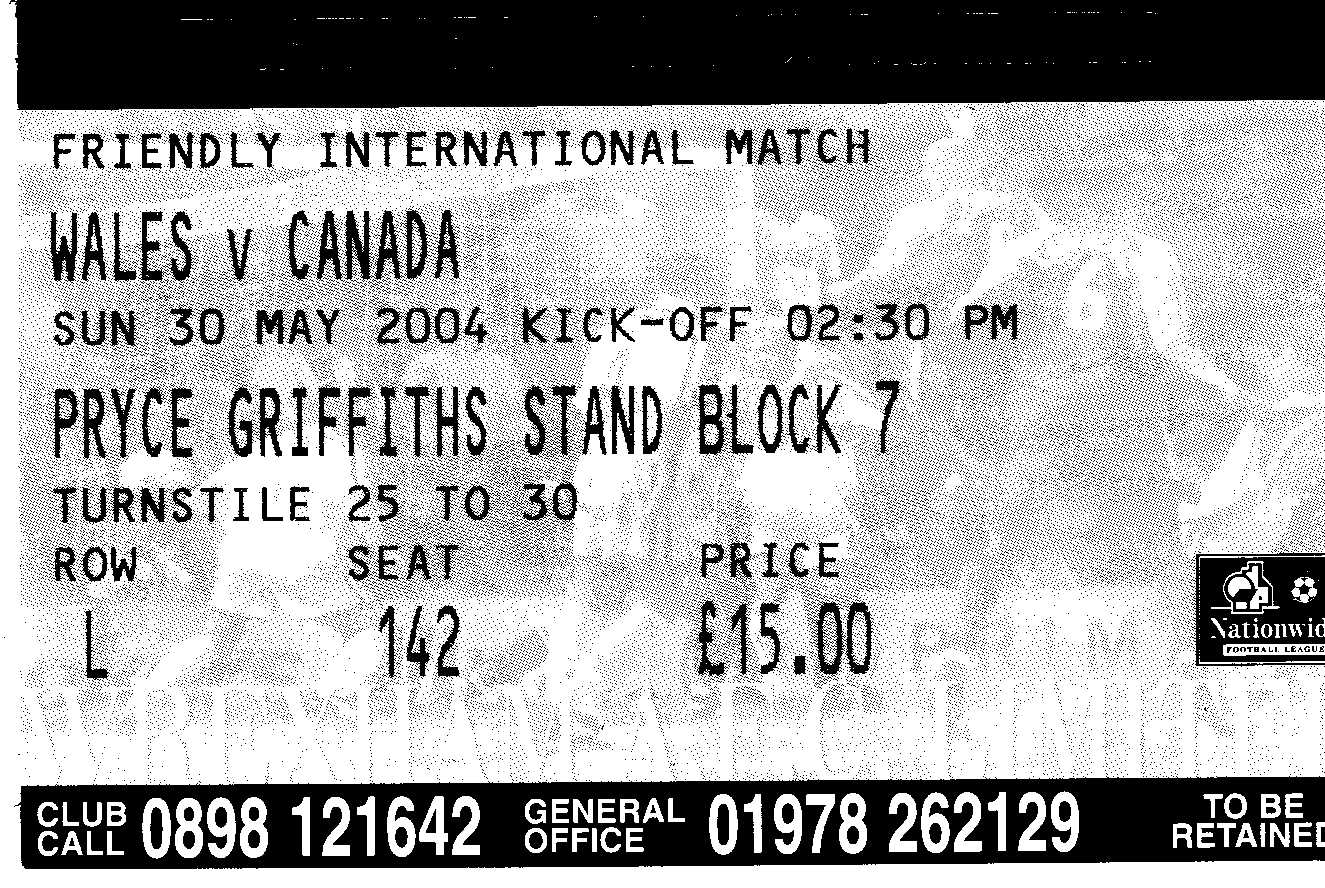 FRIENDLY INTERNATIONAL MATCH
WALES v CANADA
SUN 30 MAY 2004 KICK-OFF 02:30 PM
PRYCE GRIFFITHS STAND BLOCK 7
TURNSTILE 25 TO 30
ROW SEAT PRICE
L 142 £15.00
6
Nationwid
FOOTBALL LEAGUE
CLUB CALL 0898 121642 GENERAL OFFICE 01978 262129 TO BE RETAINED